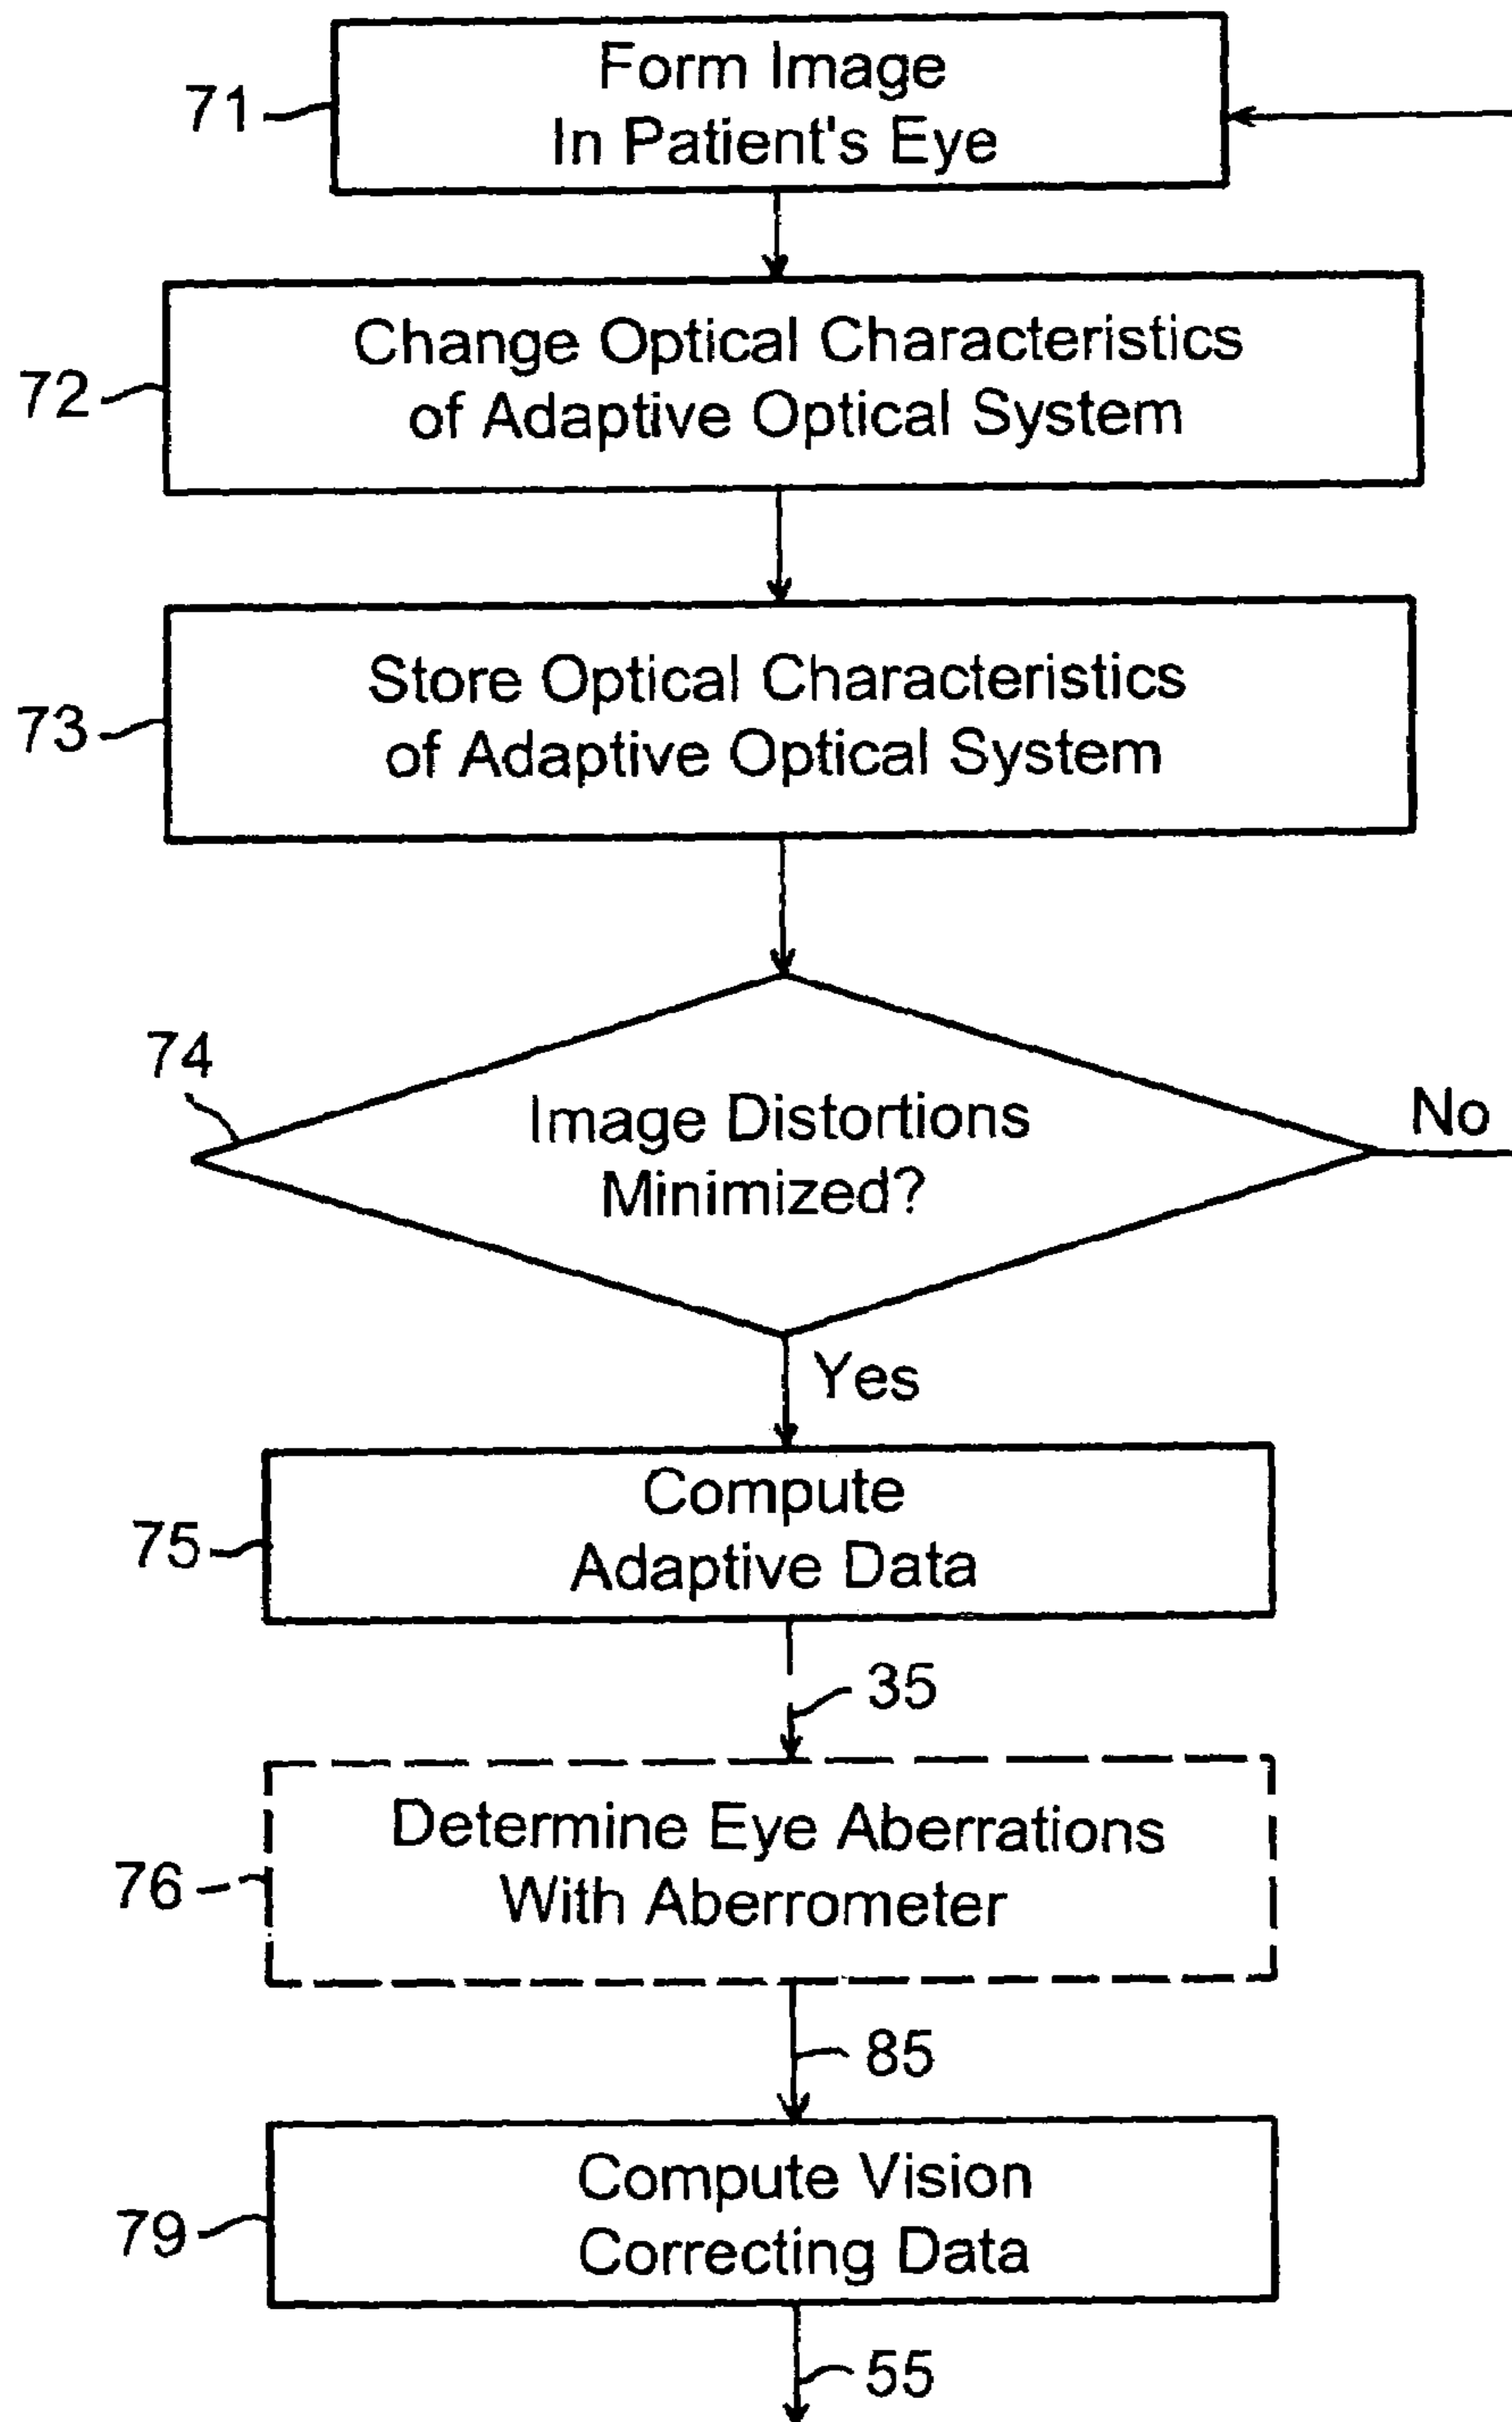 Form Image
In Patient's Eye
71
Change Optical Characteristics
of Adaptive Optical System
72
Store Optical Characteristics
of Adaptive Optical System
73
74
Image Distortions
Minimized?
No
Yes
Compute
Adaptive Data
75
35
Determine Eye Aberrations
With Aberrometer
76
85
Compute Vision
Correcting Data
79
55